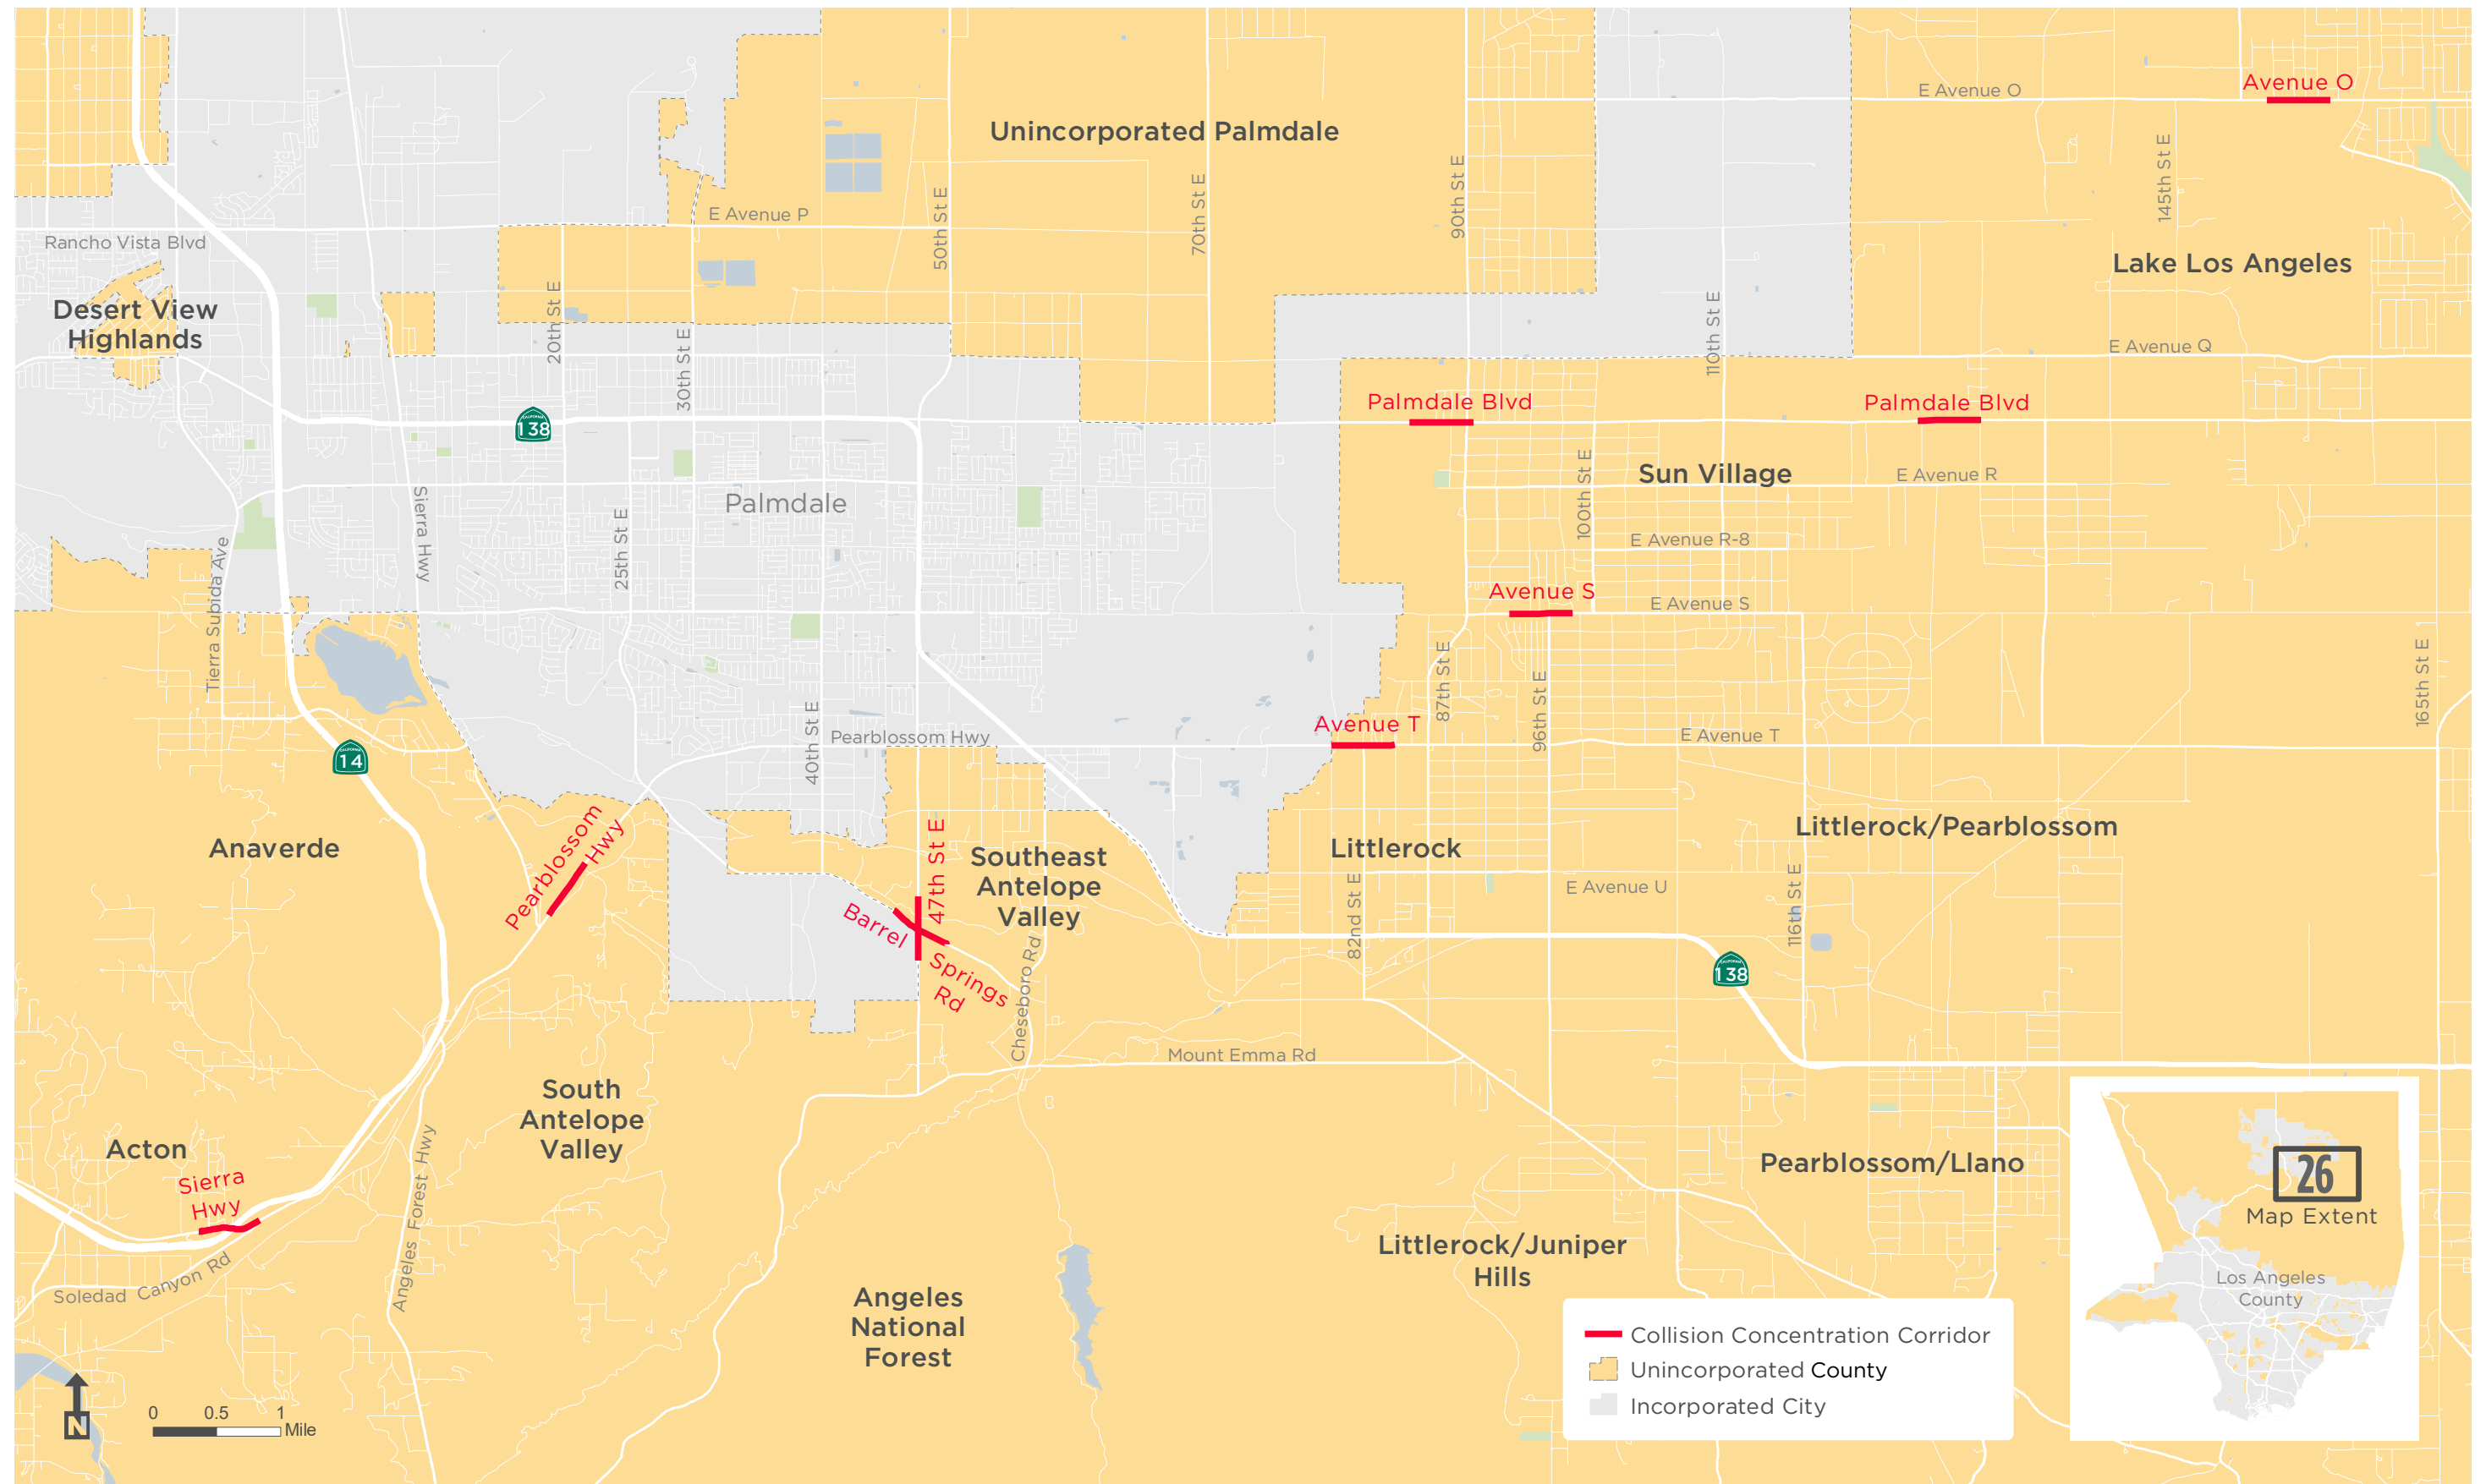 Avenue O
E Avenue O
Unincorporated Palmdale
145th St E
90th St E
70th St E
50th St E
E Avenue P
Rancho Vista Blvd
Lake Los Angeles
Desert View
Highlands
20th St E
30th St E
110th St E
E Avenue Q
Palmdale Blvd
Palmdale Blvd
CALIFORNIA
138
Sun Village
E Avenue R
Palmdale
Sierra Hwy
25th St E
100th St E
E Avenue R-8
Tierra Subida Ave
Avenue S
E Avenue S
87th St E
96th St E
165th St E
Avenue T
E Avenue T
40th St E
Pearblossom Hwy
CALIFORNIA
14
Pearblossom
Hwy
Anaverde
47th St E
Southeast
Antelope
Valley
Littlerock
Littlerock/Pearblossom
82nd St E
E Avenue U
116th St E
Barrel
Springs
Rd
Cheseboro Rd
CALIFORNIA
138
Mount Emma Rd
South
Antelope
Valley
Acton
Sierra
Hwy
Angeles Forest Hwy
Soledad Canyon Rd
Pearblossom/Llano
Littlerock/Juniper
Hills
Angeles
National
Forest
26
Map Extent
Los Angeles
County
Collision Concentration Corridor
Unincorporated County
Incorporated City
N
0 0.5 1
Mile